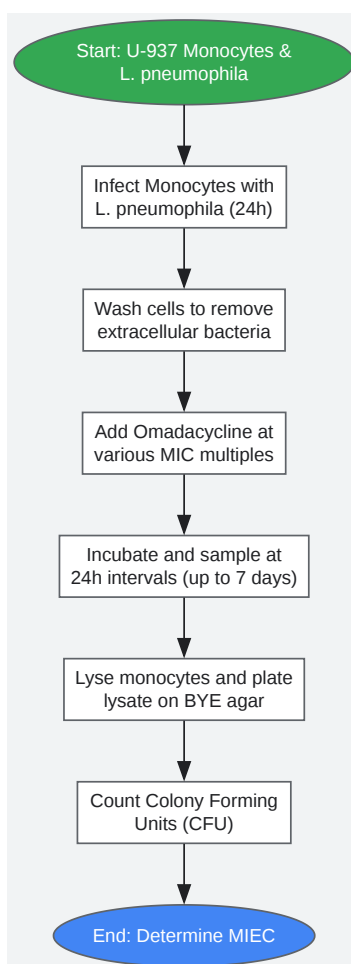 Start: U-937 Monocytes &
L. pneumophila
Infect Monocytes with
L. pneumophila (24h)
Wash cells to remove
extracellular bacteria
Add Omadacycline at
various MIC multiples
Incubate and sample at
24h intervals (up to 7 days)
Lyse monocytes and plate
lysate on BYE agar
Count Colony Forming
Units (CFU)
End: Determine MIEC